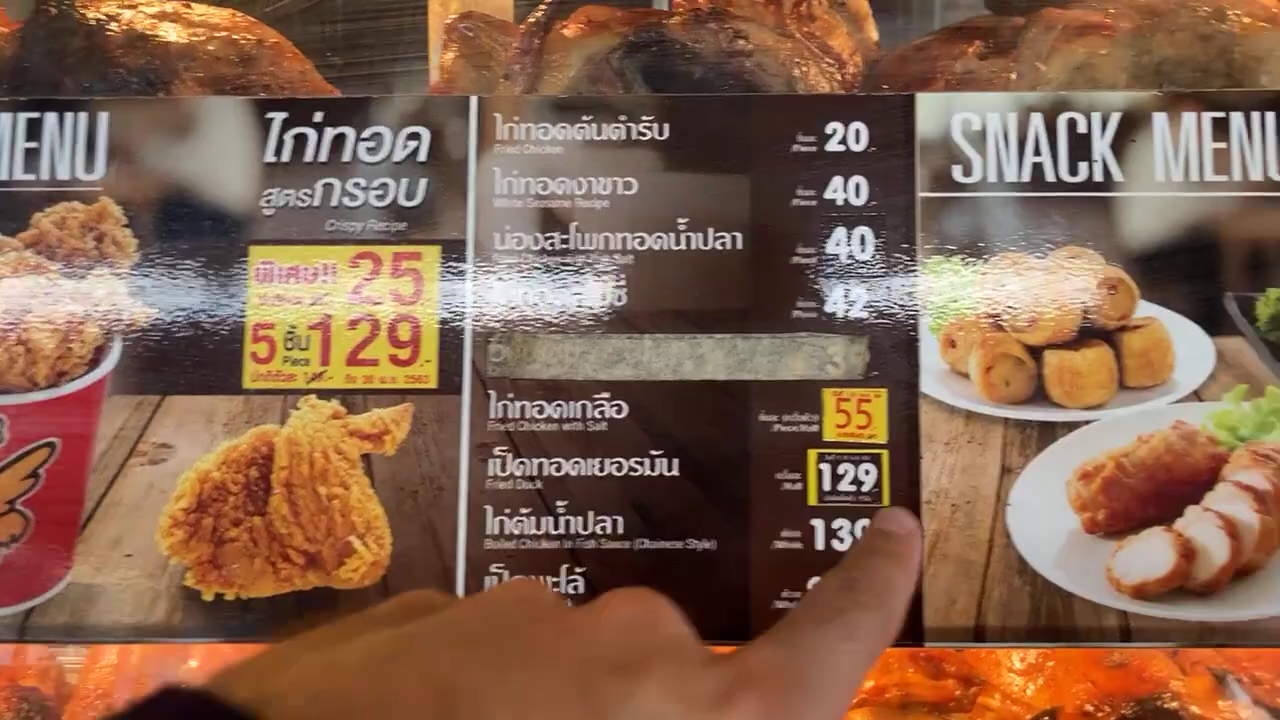 MENU
ไก่ทอด
สูตรกรอบ
Crispy Recipe
พิเศษ!! 25
5 ชิ้น Piece 129.-
ไก่ทอดต้นตำรับ
Fried Chicken
20
ไก่ทอดงาขาว
White Sesame Recipe
40
น่องสะโพกทอดน้ำปลา
40
42
ไก่ทอดเกลือ
Fried Chicken with Salt
55
เป็ดทอดเยอรมัน
Fried Duck
129
ไก่ต้มน้ำปลา
Boiled Chicken in Fish Sauce (Chainese Style)
SNACK MENU